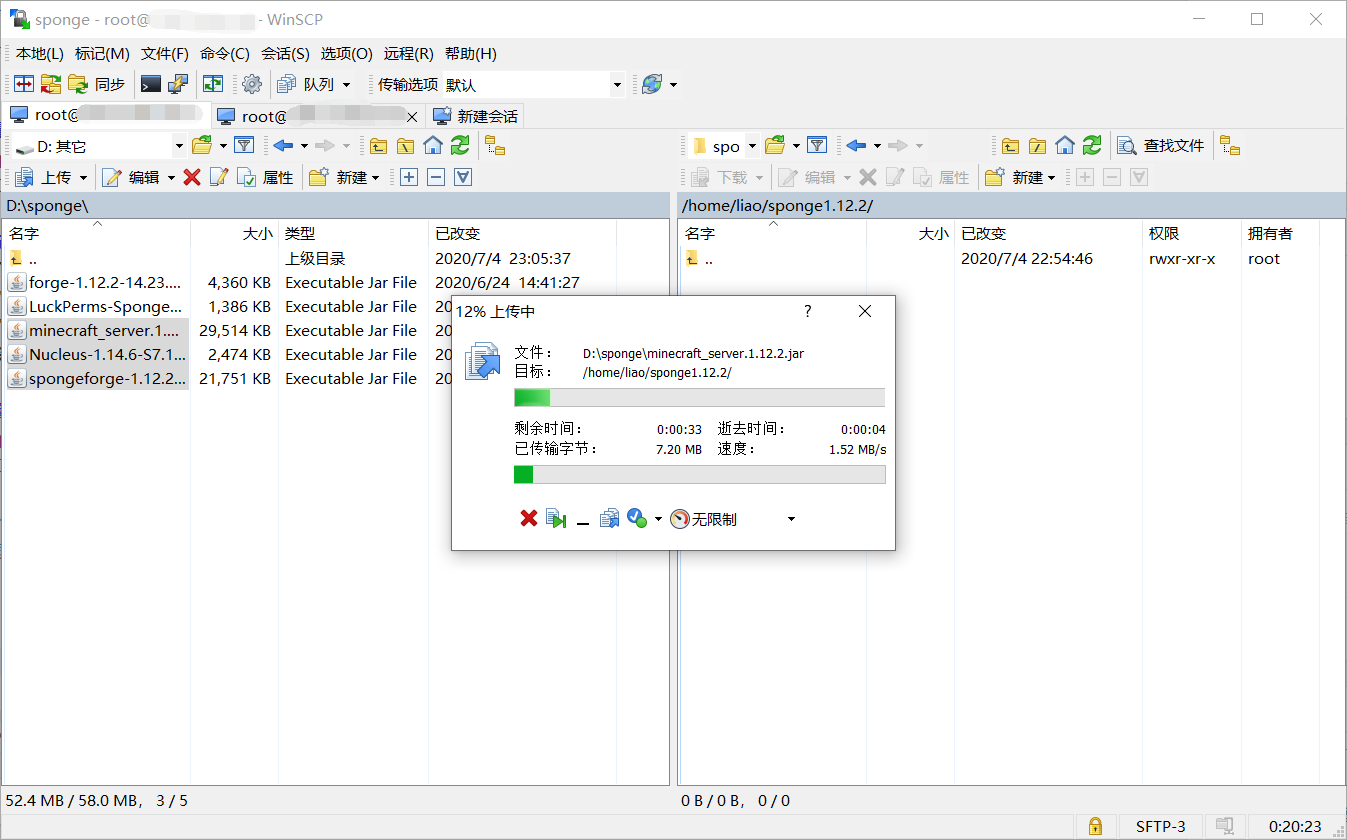 sponge - root@ - WinSCP
本地(L) 标记(M) 文件(F) 命令(C) 会话(S) 选项(O) 远程(R) 帮助(H)
同步 队列 传输选项 默认
root@ root@ 新建会话
D: 其它
上传 编辑 属性 新建
D:\sponge\
名字 大小 类型 已改变
.. 上级目录 2020/7/4 23:05:37
forge-1.12.2-14.23.... 4,360 KB Executable Jar File 2020/6/24 14:41:27
LuckPerms-Sponge... 1,386 KB Executable Jar File 20
minecraft_server.1.... 29,514 KB Executable Jar File 20
Nucleus-1.14.6-S7.1... 2,474 KB Executable Jar File 20
spongeforge-1.12.2... 21,751 KB Executable Jar File 20
spo 查找文件
下载 编辑 属性 新建
/home/liao/sponge1.12.2/
名字 大小 已改变 权限 拥有者
.. 2020/7/4 22:54:46 rwxr-xr-x root
12% 上传中 ?
文件: D:\sponge\minecraft_server.1.12.2.jar
目标: /home/liao/sponge1.12.2/
剩余时间: 0:00:33 逝去时间: 0:00:04
已传输字节: 7.20 MB 速度: 1.52 MB/s
无限制
52.4 MB / 58.0 MB, 3 / 5
0 B / 0 B, 0 / 0
SFTP-3 0:20:23